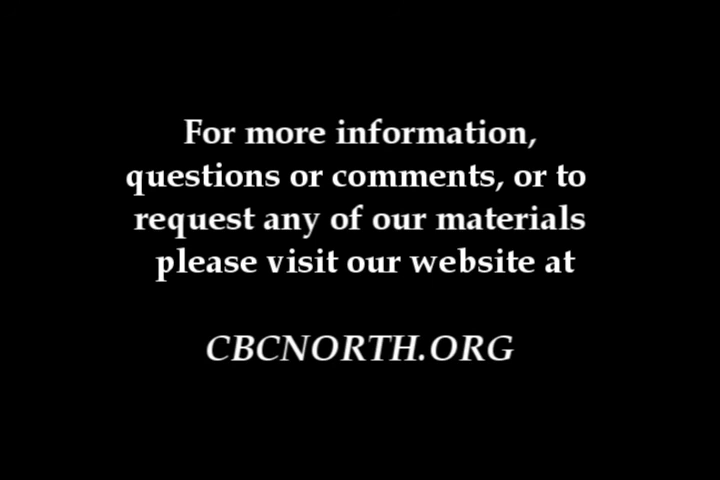 For more information,
questions or comments, or to
request any of our materials
please visit our website at
CBCNORTH.ORG